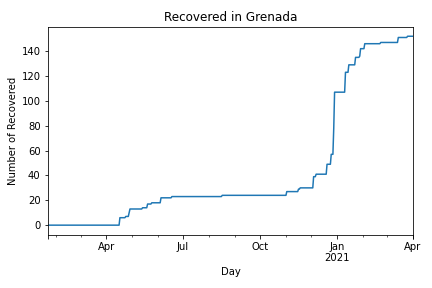 Recovered in Grenada
Number of Recovered
140
120
100
80
60
40
20
0
Apr
Jul
Oct
Jan
2021
Apr
Day